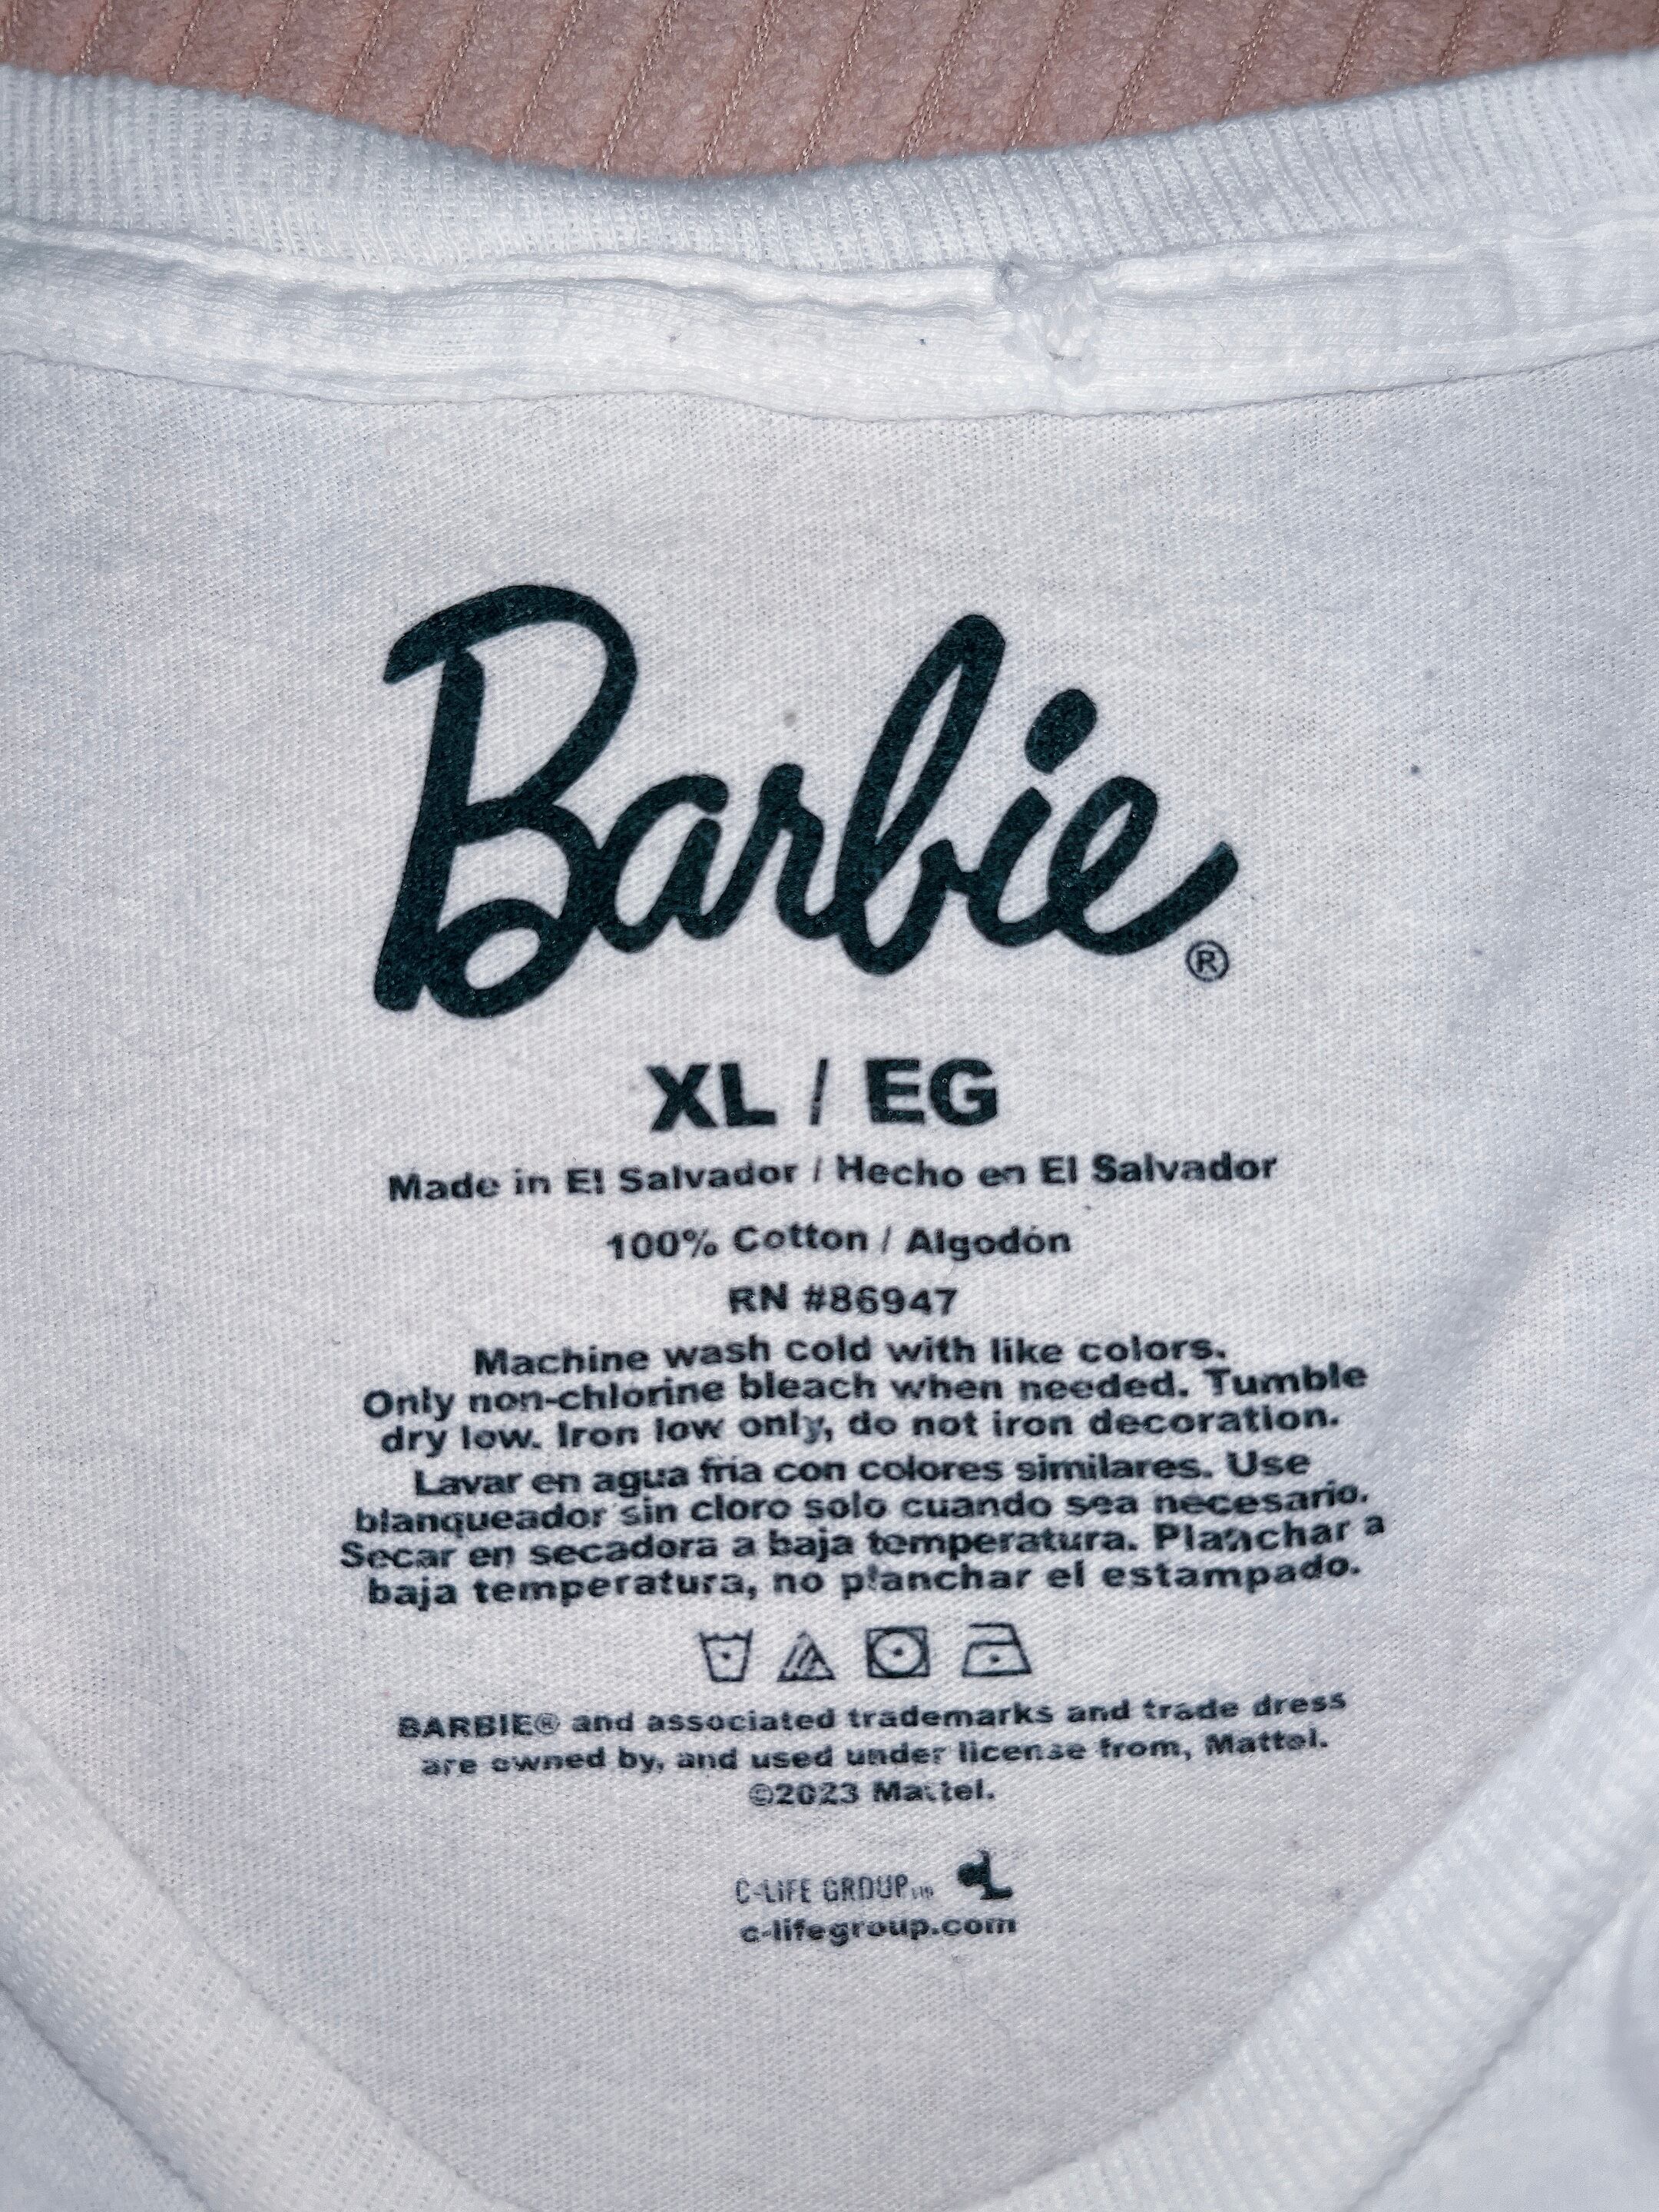 Barbie®
XL / EG
Made in El Salvador / Hecho en El Salvador
100% Cotton / Algodón
RN #86947
Machine wash cold with like colors.
Only non-chlorine bleach when needed. Tumble
dry low. Iron low only, do not iron decoration.
Lavar en agua fría con colores similares. Use
blanqueador sin cloro solo cuando sea necesario.
Secar en secadora a baja temperatura. Planchar a
baja temperatura, no planchar el estampado.
BARBIE® and associated trademarks and trade dress
are owned by, and used under license from, Mattel.
©2023 Mattel.
C-LIFE GROUP LTD
c-lifegroup.com